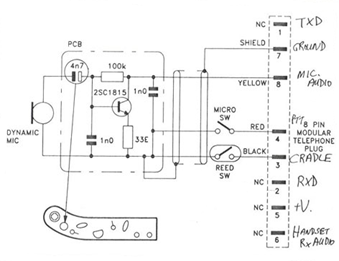 PCB
4n7
100k
2SC1815
1n0
1n0
33E
DYNAMIC
MIC
SHIELD
YELLOW
MICRO
SW
RED
BLACK
REED SW
NC
1
TXD
7
GROUND
8
MIC.
AUDIO
4
PTT
8 PIN
MODULAR
TELEPHONE
PLUG
3
CRADLE
NC
2
RXD
NC
5
+V.
NC
6
HANDSET
RX AUDIO